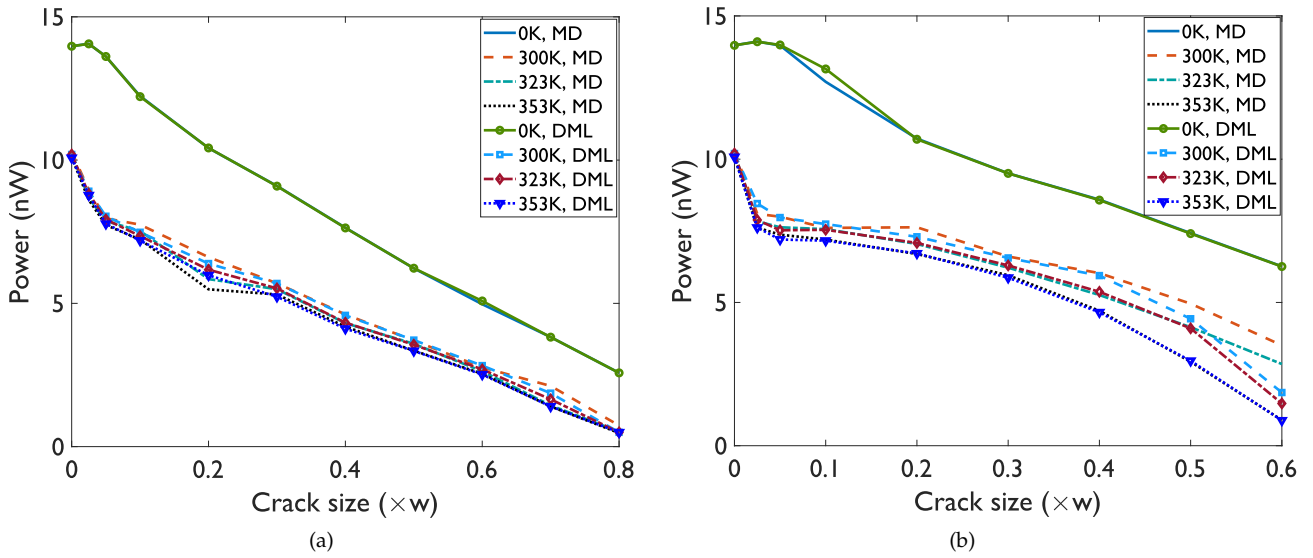 15
10
5
0
Power (nW)
0
0.2
0.4
0.6
0.8
Crack size (×w)
0K, MD
300K, MD
323K, MD
353K, MD
0K, DML
300K, DML
323K, DML
353K, DML
(a)
15
10
5
0
Power (nW)
0
0.1
0.2
0.3
0.4
0.5
0.6
Crack size (×w)
0K, MD
300K, MD
323K, MD
353K, MD
0K, DML
300K, DML
323K, DML
353K, DML
(b)